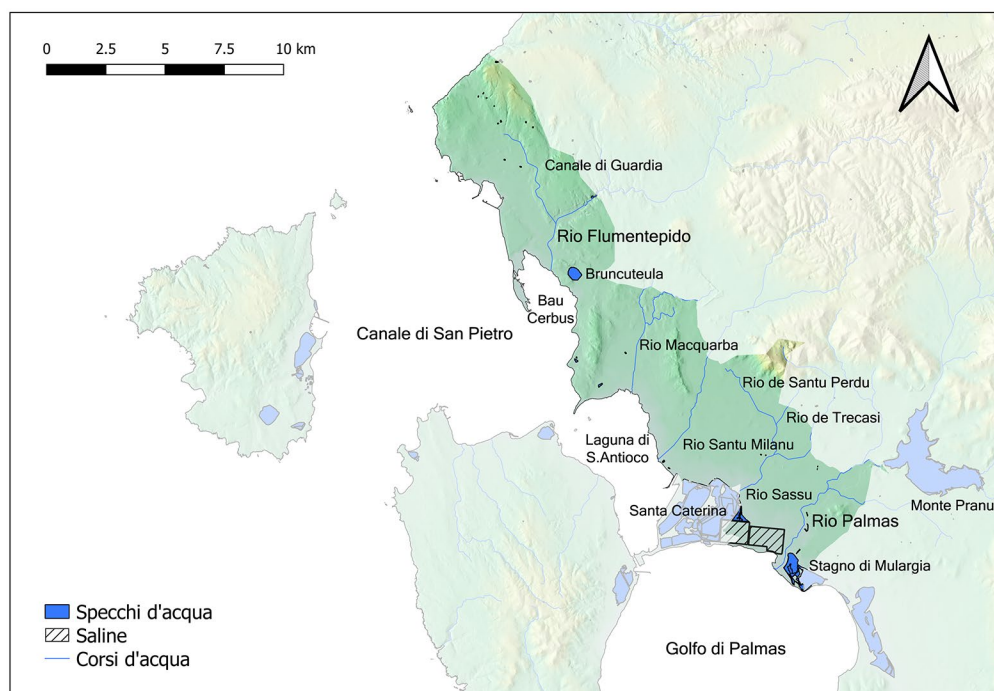 0 2.5 5 7.5 10 km
Canale di Guardia
Rio Flumentepido
Bruncuteula
Bau
Cerbus
Canale di San Pietro
Rio Macquarba
Rio de Santu Perdu
Rio de Trecasi
Laguna di
S.Antioco
Rio Santu Milanu
Rio Sassu
Monte Pranu
Santa Caterina
Rio Palmas
Stagno di Mulargia
Golfo di Palmas
Specchi d'acqua
Saline
Corsi d'acqua